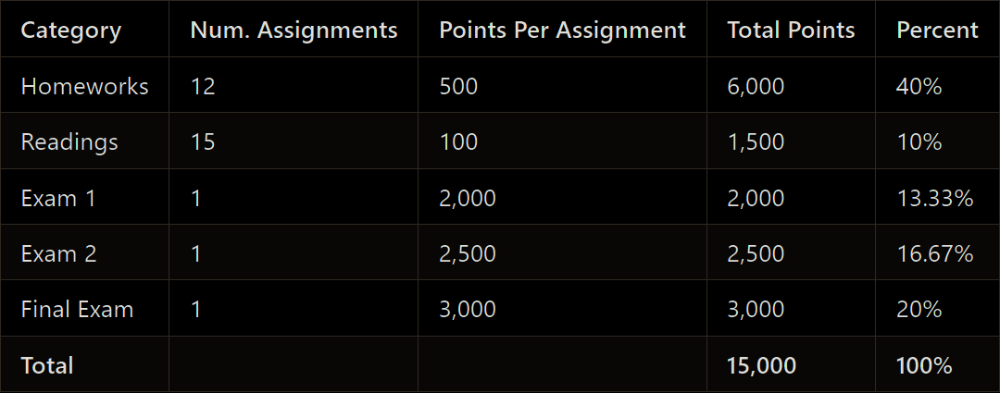 Category Num. Assignments Points Per Assignment Total Points Percent
Homeworks 12 500 6,000 40%
Readings 15 100 1,500 10%
Exam 1 1 2,000 2,000 13.33%
Exam 2 1 2,500 2,500 16.67%
Final Exam 1 3,000 3,000 20%
Total 15,000 100%